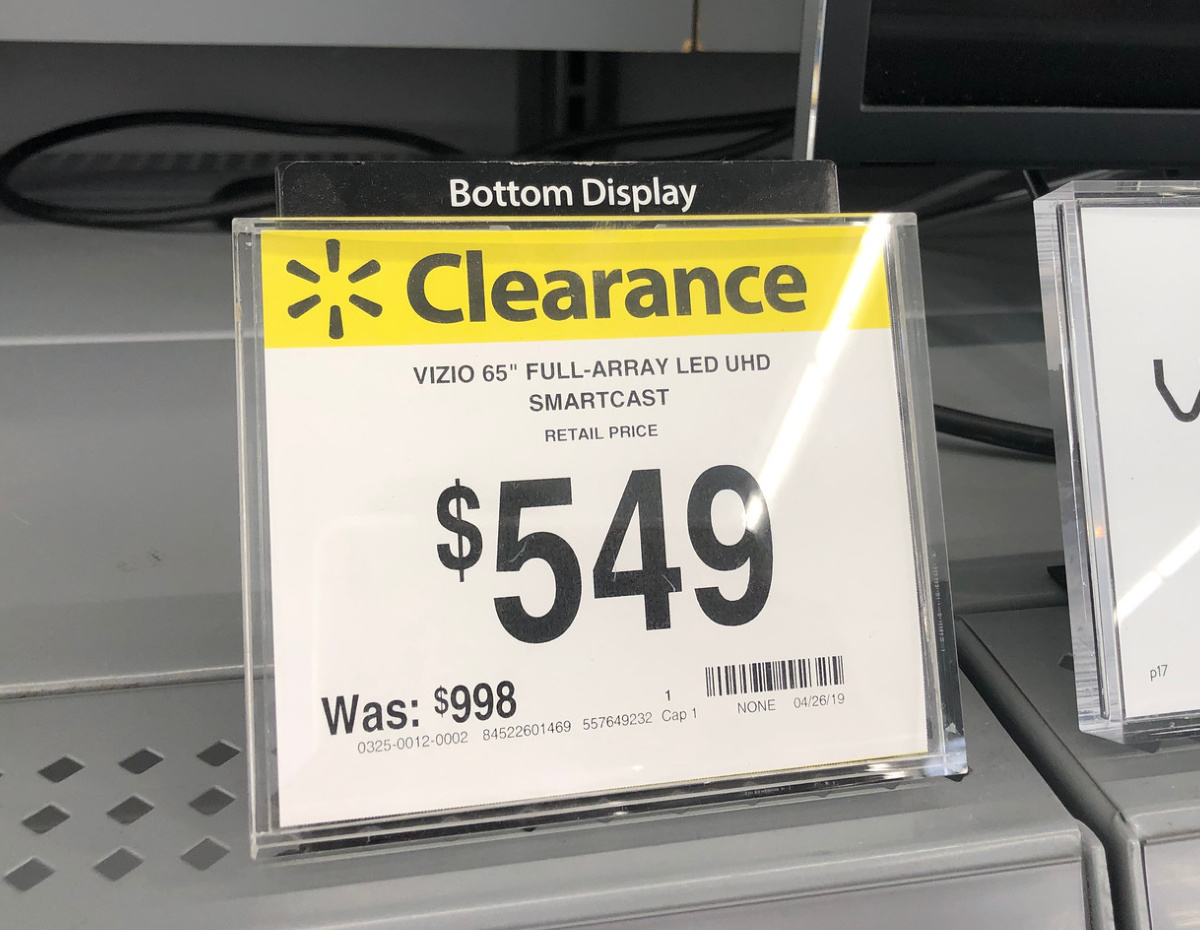 Bottom Display
Clearance
VIZIO 65" FULL-ARRAY LED UHD
SMARTCAST
RETAIL PRICE
$549
Was: $998
1
0325-0012-0002 84522601469 557649232 Cap 1
NONE 04/26/19
p17